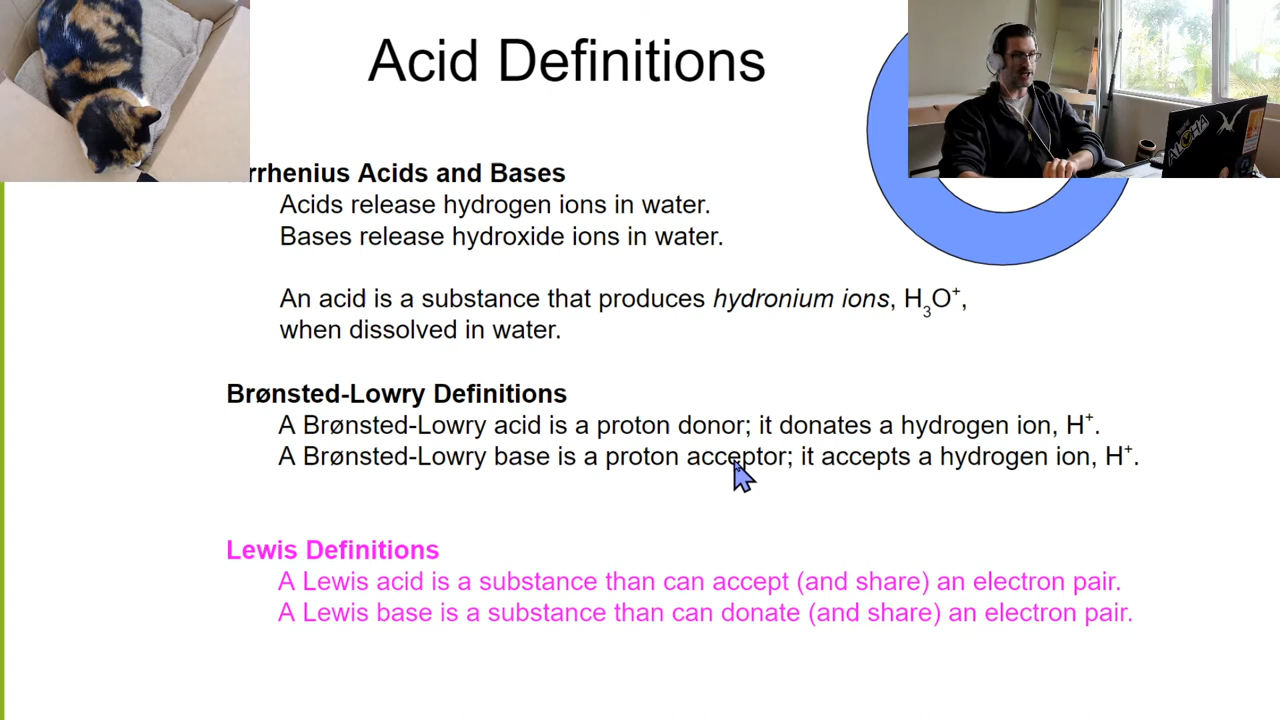 Acid Definitions
rrhenius Acids and Bases
Acids release hydrogen ions in water.
Bases release hydroxide ions in water.
An acid is a substance that produces hydronium ions, H₃O⁺,
when dissolved in water.
Brønsted-Lowry Definitions
A Brønsted-Lowry acid is a proton donor; it donates a hydrogen ion, H⁺.
A Brønsted-Lowry base is a proton acceptor; it accepts a hydrogen ion, H⁺.
Lewis Definitions
A Lewis acid is a substance than can accept (and share) an electron pair.
A Lewis base is a substance than can donate (and share) an electron pair.
ALOHA